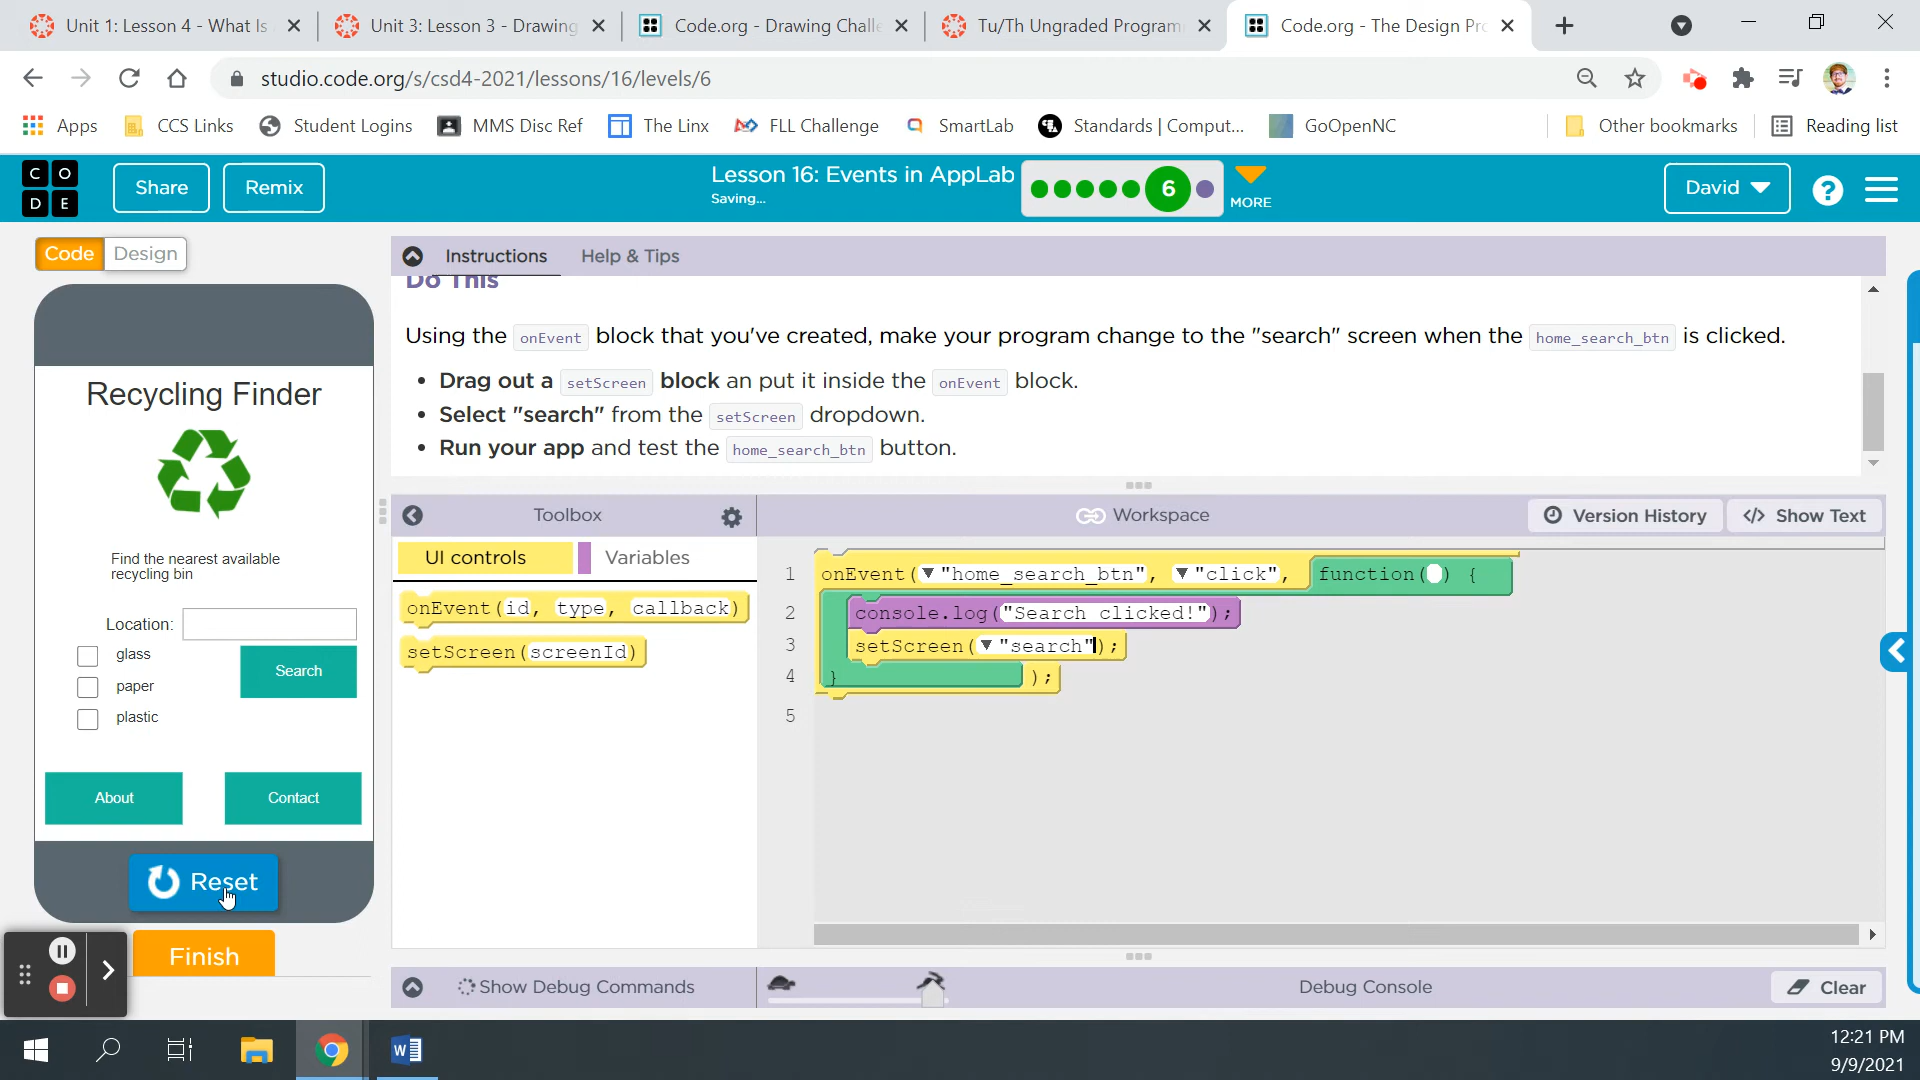 Unit 1: Lesson 4 - What Is
Unit 3: Lesson 3 - Drawing
Code.org - Drawing Challe
Tu/Th Ungraded Program
Code.org - The Design Pro
studio.code.org/s/csd4-2021/lessons/16/levels/6
Apps
CCS Links
Student Logins
MMS Disc Ref
The Linx
FLL Challenge
SmartLab
Standards | Comput...
GoOpenNC
Other bookmarks
Reading list
C O
D E
Share
Remix
Lesson 16: Events in AppLab
Saving...
6
MORE
David
?
Code
Design
Instructions
Help & Tips
Do This
Using the onEvent block that you've created, make your program change to the "search" screen when the home_search_btn is clicked.
• Drag out a setScreen block an put it inside the onEvent block.
• Select "search" from the setScreen dropdown.
• Run your app and test the home_search_btn button.
Recycling Finder
Find the nearest available
recycling bin
Location:
glass
paper
plastic
Search
About
Contact
Reset
Finish
Toolbox
Workspace
Version History
</> Show Text
UI controls
Variables
onEvent(id, type, callback)
setScreen(screenId)
1 onEvent(▼"home_search_btn", ▼"click", function() {
2 console.log("Search clicked!");
3 setScreen(▼"search");
4 } );
5
Show Debug Commands
Debug Console
Clear
12:21 PM
9/9/2021